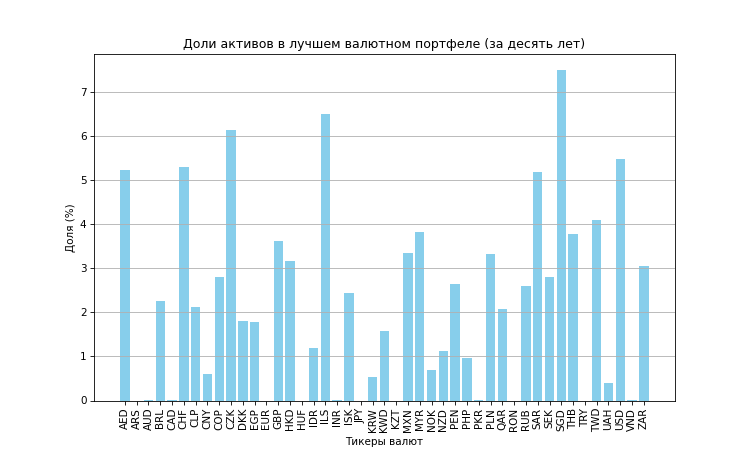 Доли активов в лучшем валютном портфеле (за десять лет)
Доля (%)
7
6
5
4
3
2
1
0
AED ARS AUD BRL CAD CHF CLP CNY COP CZK DKK EGP EUR GBP HKD HUF IDR ILS INR ISK JPY KRW KWD KZT MXN MYR NOK NZD PEN PHP PKR PLN QAR RON RUB SAR SEK SGD THB TRY TWD UAH USD VND ZAR
Тикеры валют